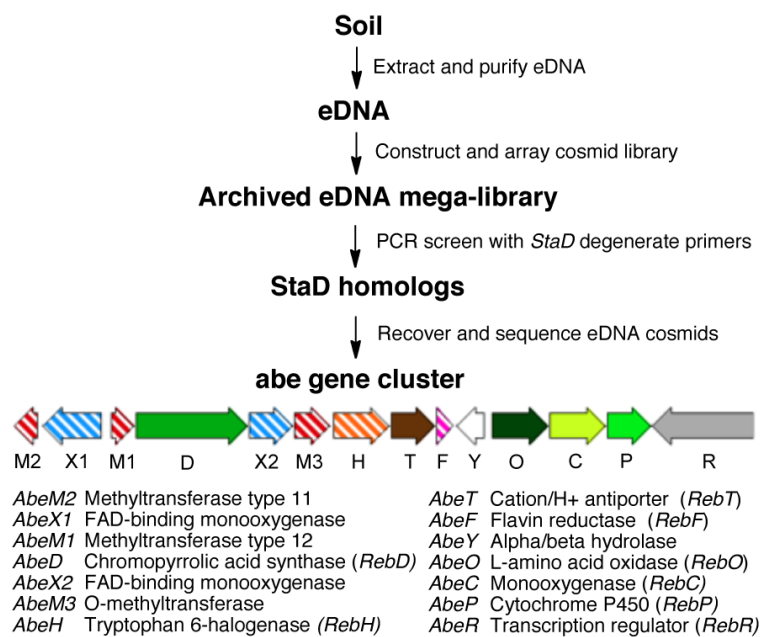 Soil
Extract and purify eDNA
eDNA
Construct and array cosmid library
Archived eDNA mega-library
PCR screen with StaD degenerate primers
StaD homologs
Recover and sequence eDNA cosmids
abe gene cluster
M2 X1 M1 D X2 M3 H T F Y O C P R
AbeM2 Methyltransferase type 11
AbeX1 FAD-binding monooxygenase
AbeM1 Methyltransferase type 12
AbeD Chromopyrrolic acid synthase (RebD)
AbeX2 FAD-binding monooxygenase
AbeM3 O-methyltransferase
AbeH Tryptophan 6-halogenase (RebH)
AbeT Cation/H+ antiporter (RebT)
AbeF Flavin reductase (RebF)
AbeY Alpha/beta hydrolase
AbeO L-amino acid oxidase (RebO)
AbeC Monooxygenase (RebC)
AbeP Cytochrome P450 (RebP)
AbeR Transcription regulator (RebR)